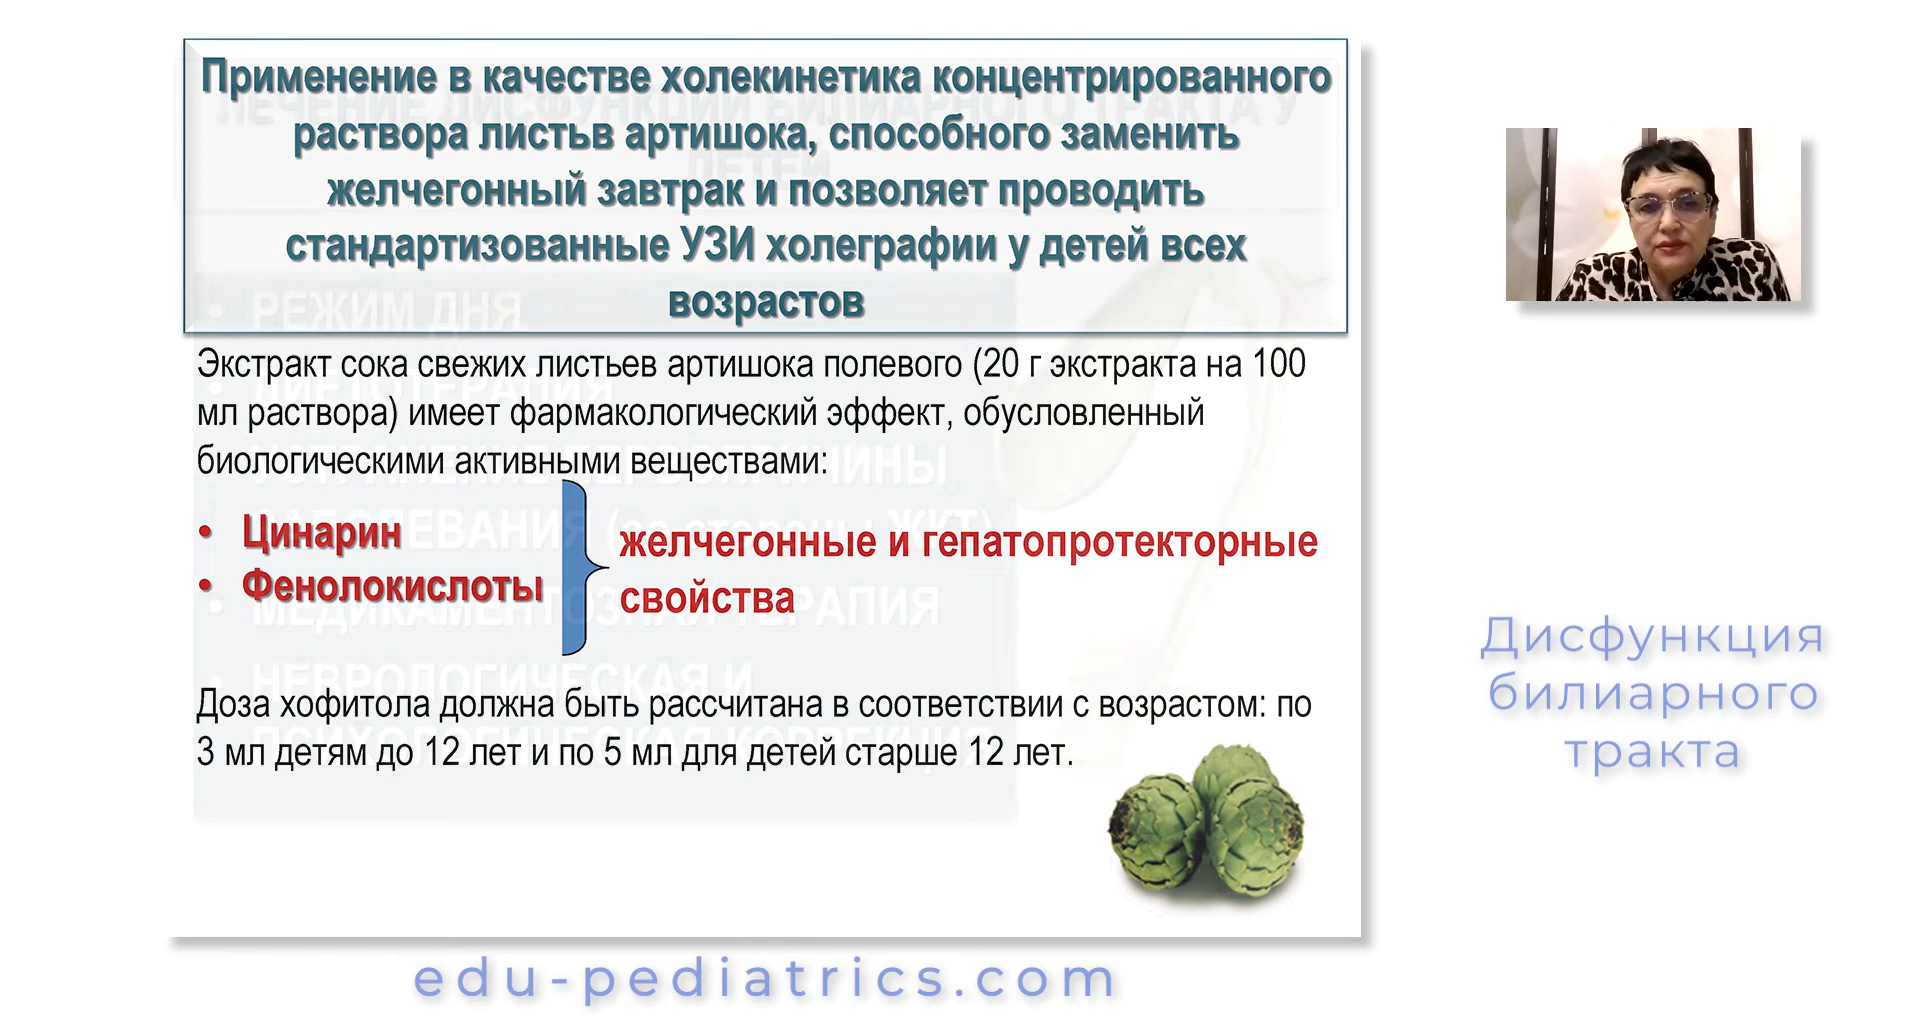 Применение в качестве холекинетика концентрированного
раствора листьв артишока, способного заменить
желчегонный завтрак и позволяет проводить
стандартизованные УЗИ холеграфии у детей всех
возрастов
Экстракт сока свежих листьев артишока полевого (20 г экстракта на 100
мл раствора) имеет фармакологический эффект, обусловленный
биологическими активными веществами:
• Цинарин
• Фенолокислоты
желчегонные и гепатопротекторные
свойства
Доза хофитола должна быть рассчитана в соответствии с возрастом: по
3 мл детям до 12 лет и по 5 мл для детей старше 12 лет.
Дисфункция
билиарного
тракта
edu-pediatrics.com